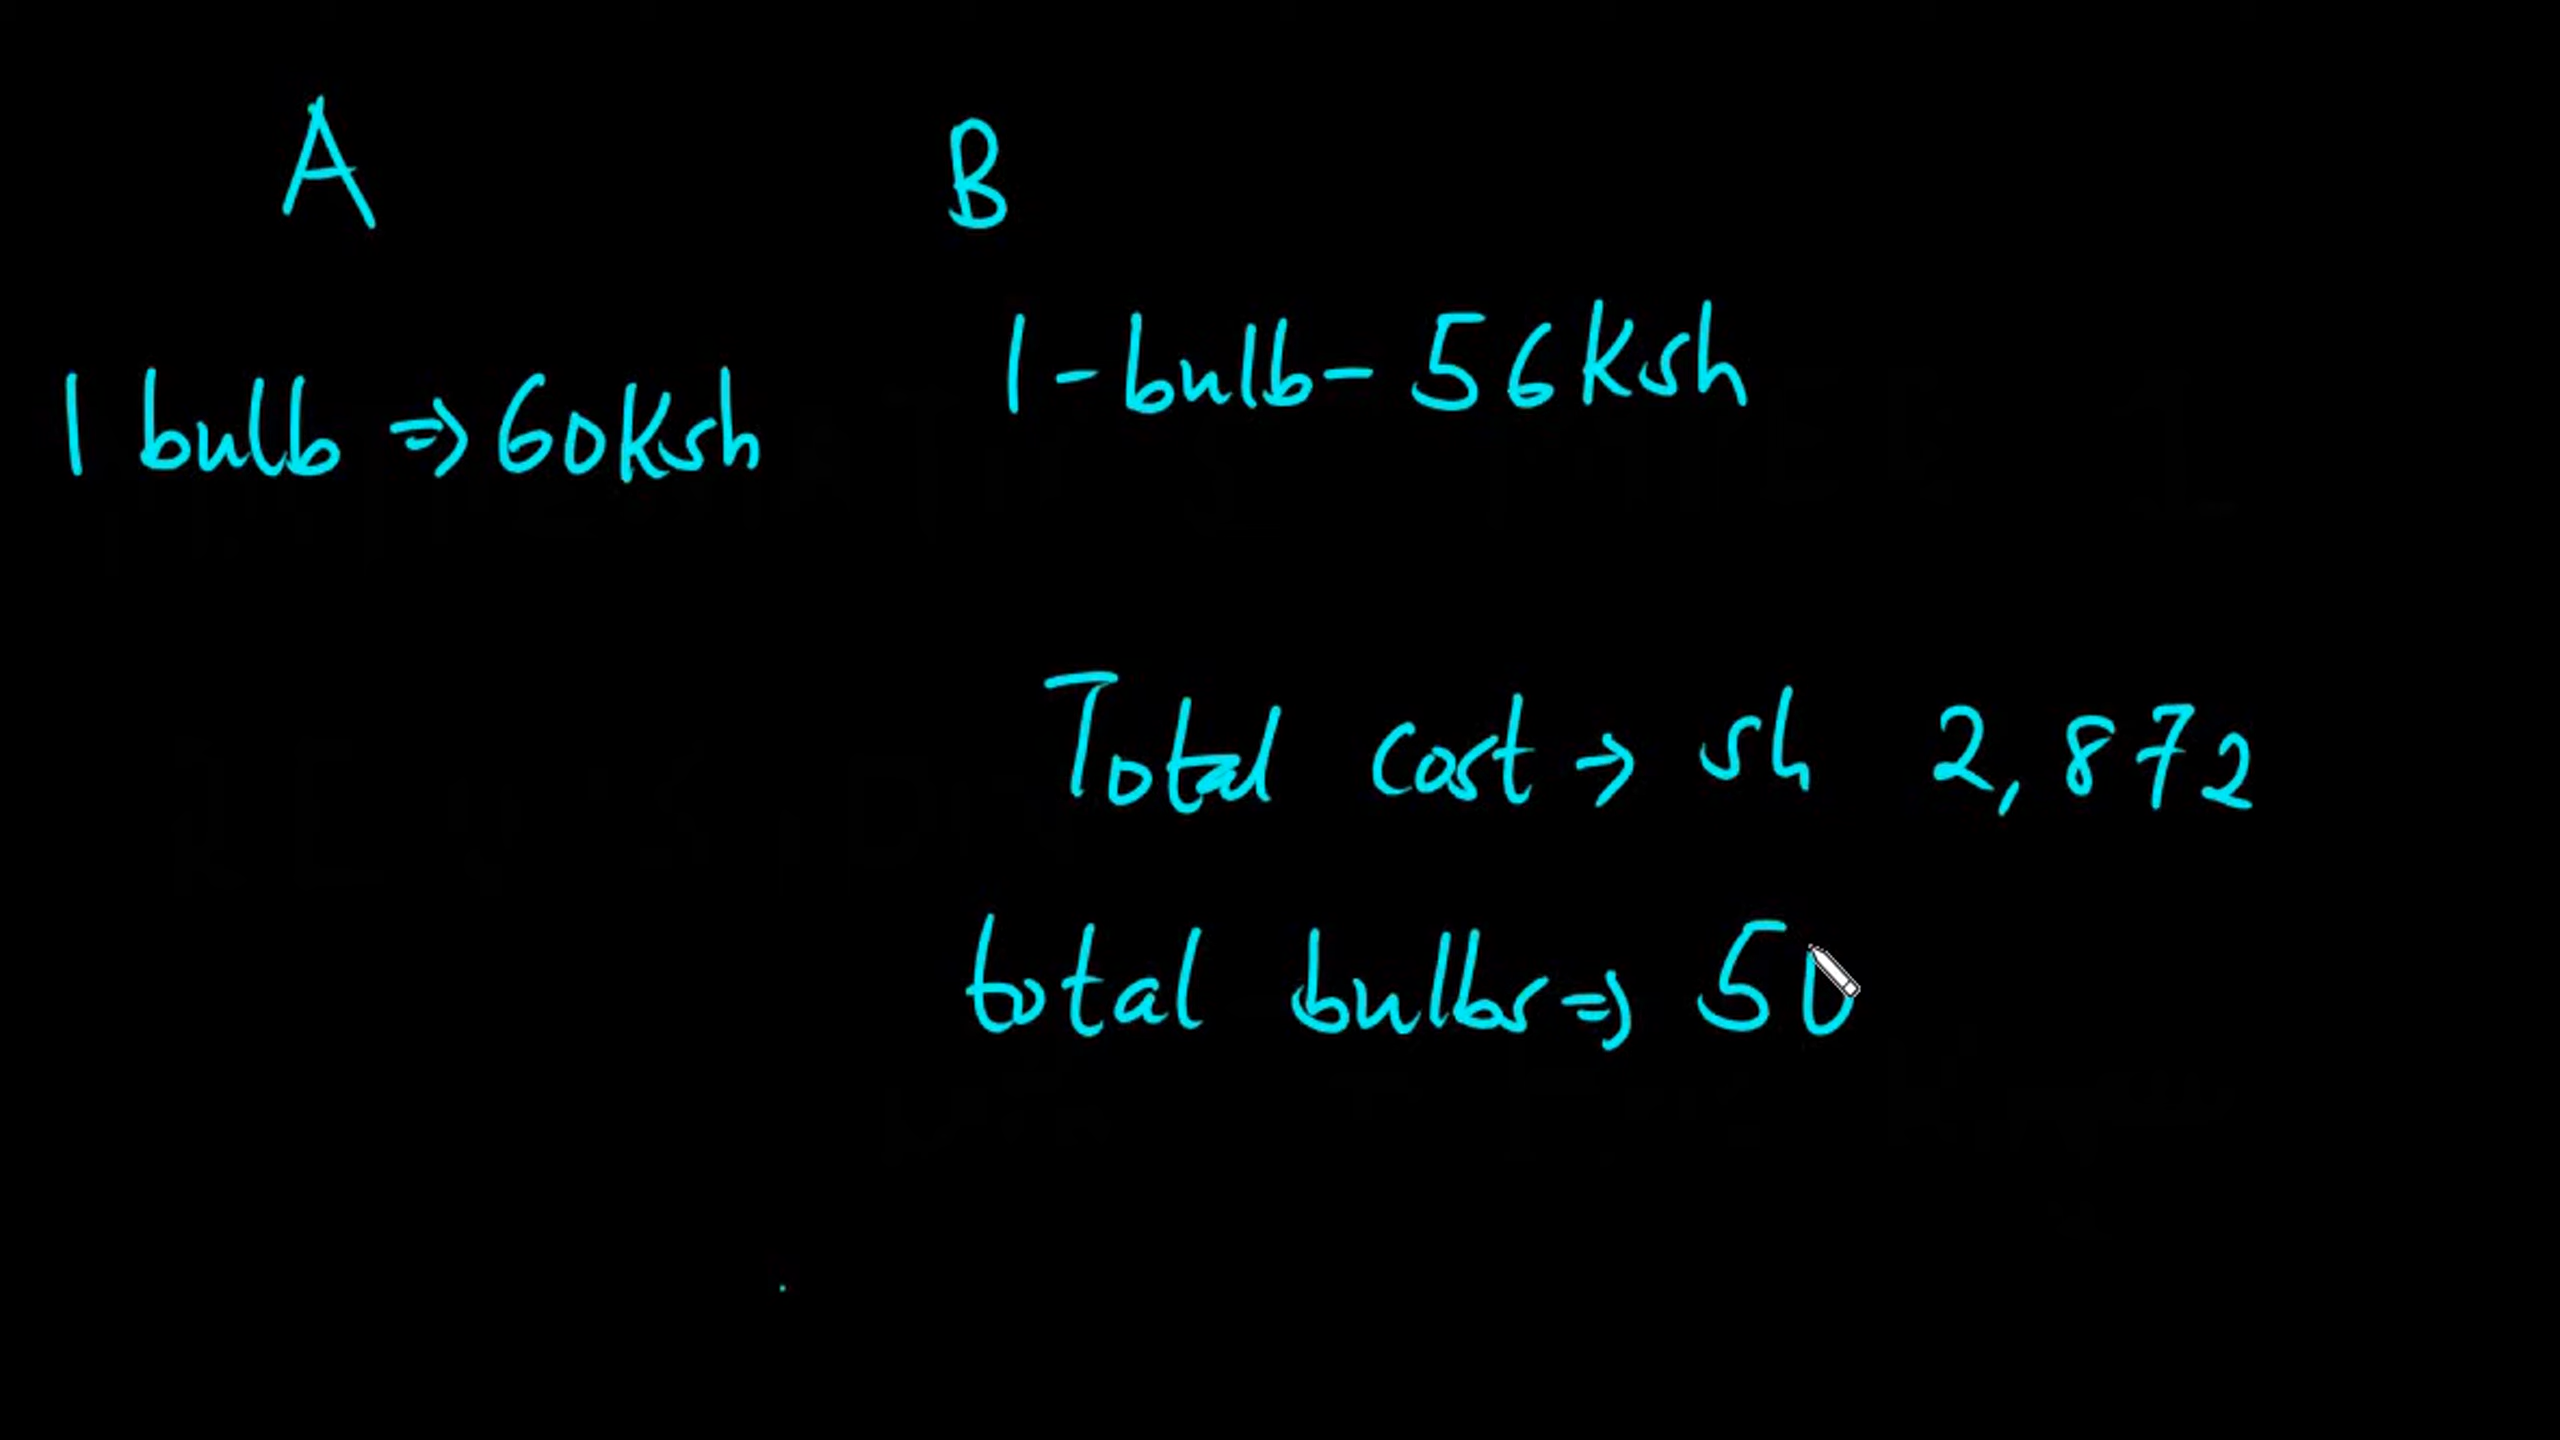 A
B
1 bulb ⇒ 60Ksh
1 - bulb - 56Ksh
Total cost → sh 2,872
total bulbs ⇒ 50